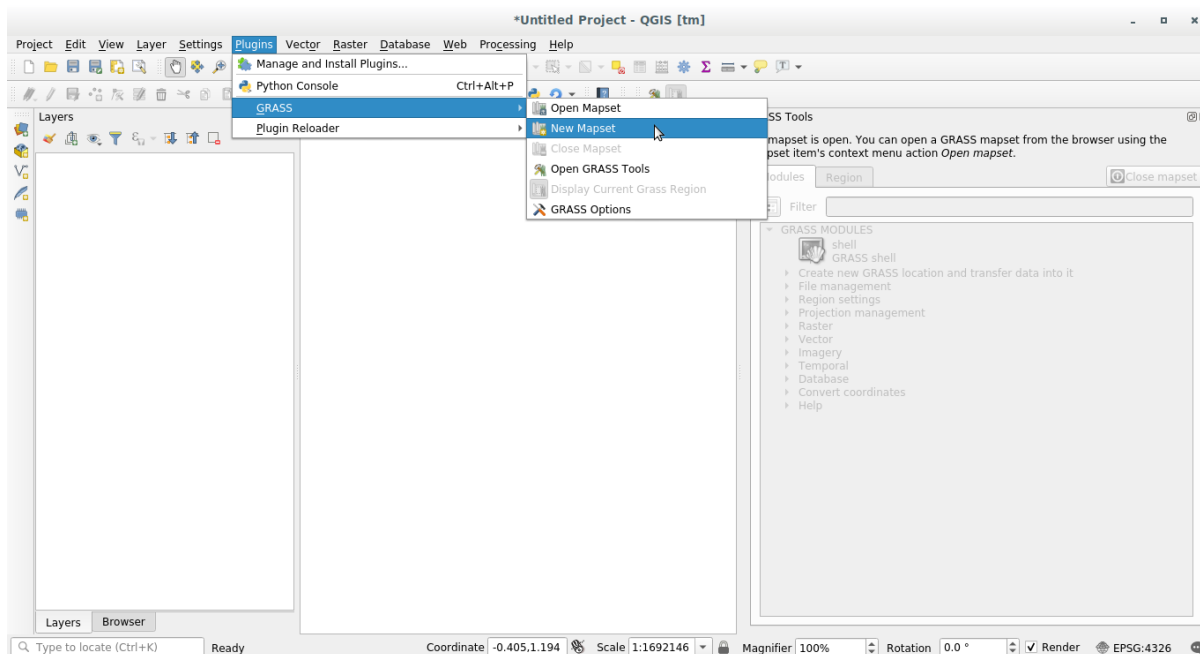 *Untitled Project - QGIS [tm]
Project Edit View Layer Settings Plugins Vector Raster Database Web Processing Help
Manage and Install Plugins...
Python Console Ctrl+Alt+P
GRASS
Plugin Reloader
Open Mapset
New Mapset
Close Mapset
Open GRASS Tools
Display Current Grass Region
GRASS Options
Layers
SS Tools
mapset is open. You can open a GRASS mapset from the browser using the
pset item's context menu action Open mapset.
odules Region Close mapset
Filter
GRASS MODULES
shell
GRASS shell
Create new GRASS location and transfer data into it
File management
Region settings
Projection management
Raster
Vector
Imagery
Temporal
Database
Convert coordinates
Help
Layers Browser
Type to locate (Ctrl+K) Ready Coordinate -0.405,1.194 Scale 1:1692146 Magnifier 100% Rotation 0.0 ° Render EPSG:4326